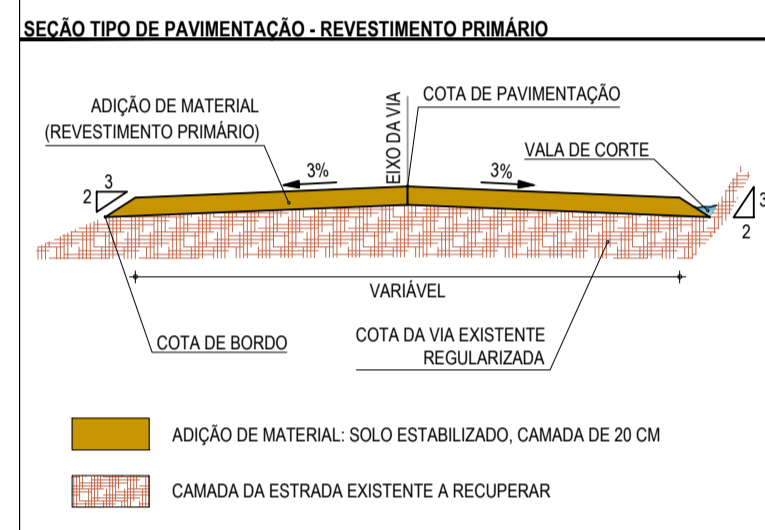 SEÇÃO TIPO DE PAVIMENTAÇÃO - REVESTIMENTO PRIMÁRIO
ADIÇÃO DE MATERIAL
(REVESTIMENTO PRIMÁRIO)
EIXO DA VIA
COTA DE PAVIMENTAÇÃO
VALA DE CORTE
3%
3%
3
2
3
2
VARIÁVEL
COTA DE BORDO
COTA DA VIA EXISTENTE
REGULARIZADA
ADIÇÃO DE MATERIAL: SOLO ESTABILIZADO, CAMADA DE 20 CM
CAMADA DA ESTRADA EXISTENTE A RECUPERAR